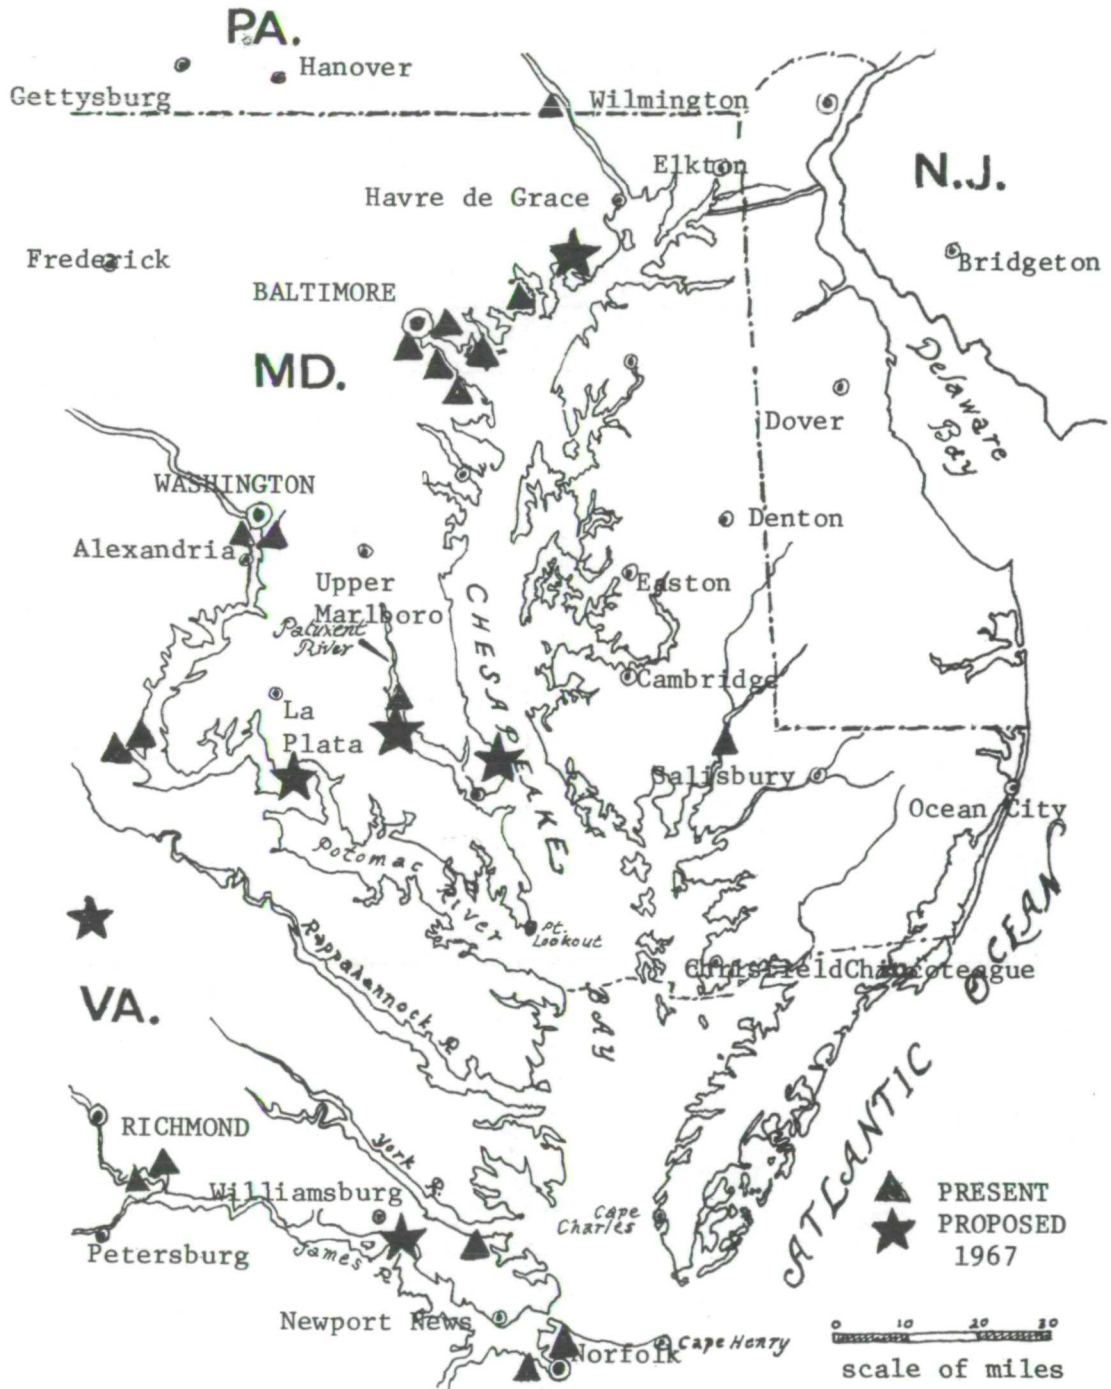 PA.
Hanover
Gettysburg
Wilmington
Elkton
N.J.
Havre de Grace
Frederick
Bridgeton
BALTIMORE
MD.
Delaware
Bay
Dover
WASHINGTON
Denton
Alexandria
Upper
Marlboro
Easton
Patuxent
River
CHESAPEAKE
BAY
Cambridge
La
Plata
Salisbury
Ocean City
Potomac
River
Pt.
Lookout
Rappahannock R.
ChrisfieldChincoteague
ATLANTIC
OCEAN
VA.
RICHMOND
York R.
Williamsburg
Cape
Charles
PRESENT
PROPOSED
1967
Petersburg
James R.
Newport News
Norfolk
Cape Henry
0 10 20 30
scale of miles